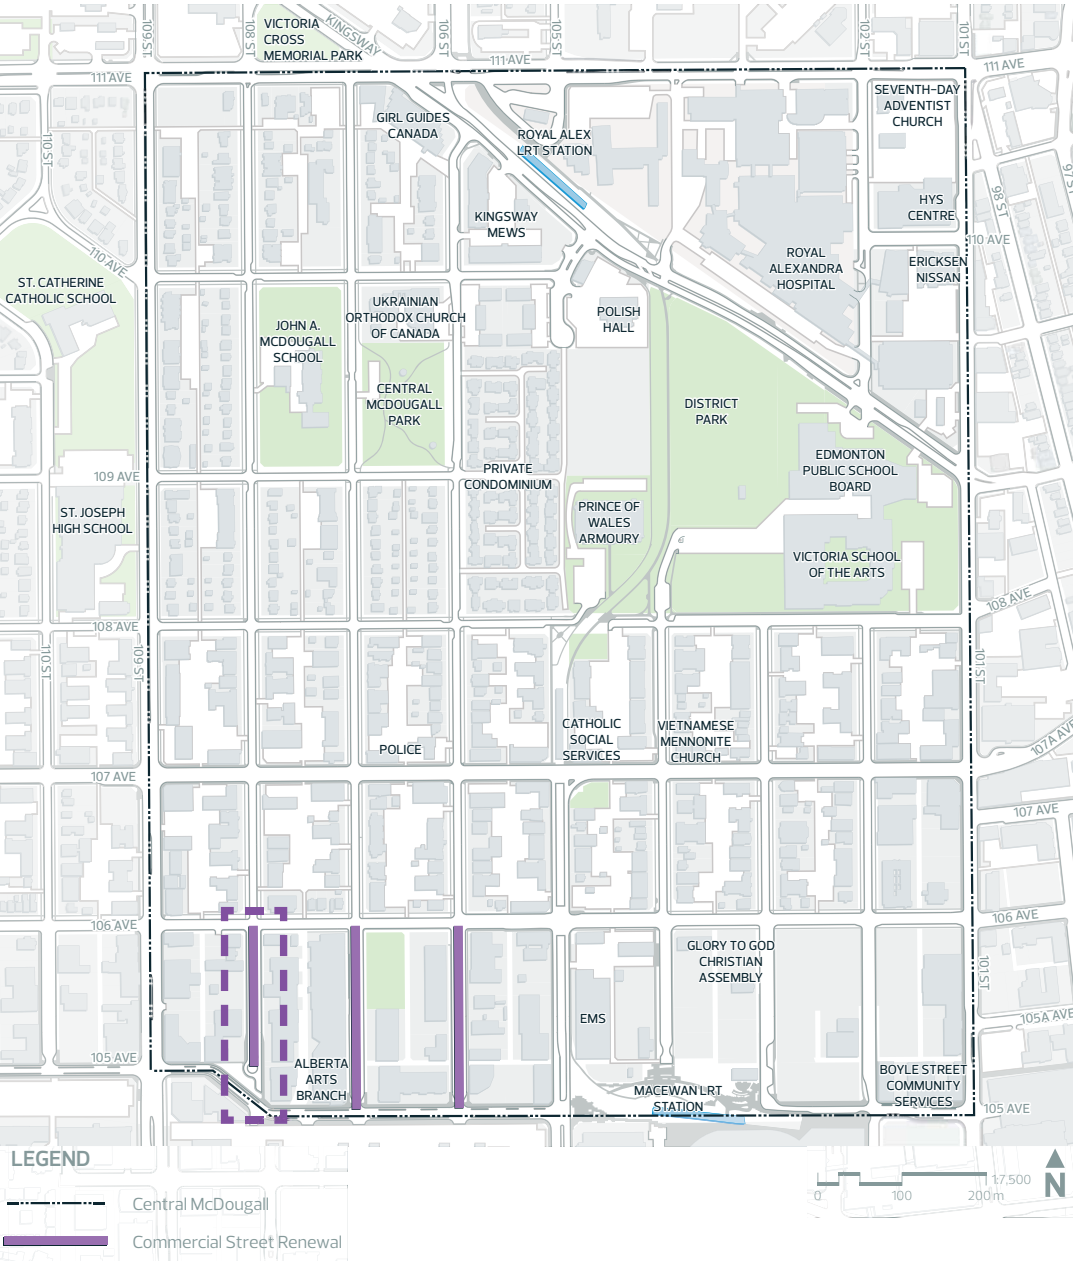 109 ST
108 ST
VICTORIA
CROSS
MEMORIAL PARK
KINGSWAY
106 ST
105 ST
102 ST
101 ST
111 AVE
111 AVE
111 AVE
GIRL GUIDES
CANADA
ROYAL ALEX
LRT STATION
SEVENTH-DAY
ADVENTIST
CHURCH
110 ST
97 ST
98 ST
KINGSWAY
MEWS
HYS
CENTRE
110 AVE
110 AVE
ROYAL
ALEXANDRA
HOSPITAL
ERICKSEN
NISSAN
ST. CATHERINE
CATHOLIC SCHOOL
UKRAINIAN
ORTHODOX CHURCH
OF CANADA
POLISH
HALL
JOHN A.
MCDOUGALL
SCHOOL
CENTRAL
MCDOUGALL
PARK
DISTRICT
PARK
EDMONTON
PUBLIC SCHOOL
BOARD
109 AVE
PRIVATE
CONDOMINIUM
ST. JOSEPH
HIGH SCHOOL
PRINCE OF
WALES
ARMOURY
VICTORIA SCHOOL
OF THE ARTS
108 AVE
108 AVE
110 ST
109 ST
101 ST
POLICE
CATHOLIC
SOCIAL
SERVICES
VIETNAMESE
MENNONITE
CHURCH
107A AVE
107 AVE
107 AVE
106 AVE
106 AVE
GLORY TO GOD
CHRISTIAN
ASSEMBLY
101 ST
EMS
105A AVE
105 AVE
ALBERTA
ARTS
BRANCH
MACEWAN LRT
STATION
BOYLE STREET
COMMUNITY
SERVICES
105 AVE
LEGEND
Central McDougall
Commercial Street Renewal
1:7,500
0 100 200 m
N